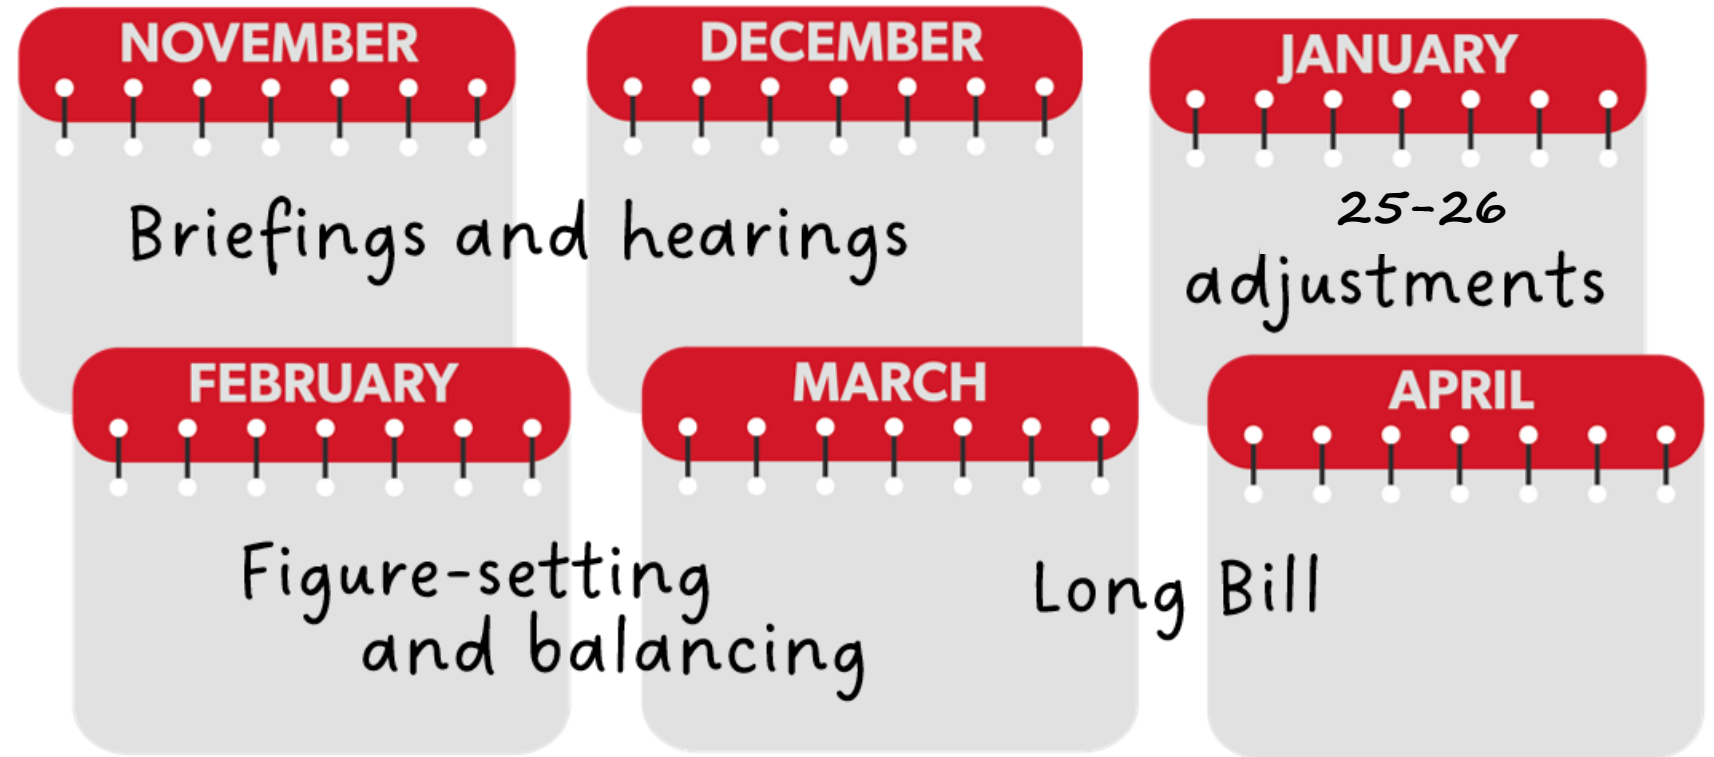 NOVEMBER
DECEMBER
JANUARY
Briefings and hearings
25-26
adjustments
FEBRUARY
MARCH
APRIL
Figure-setting
and balancing
Long Bill